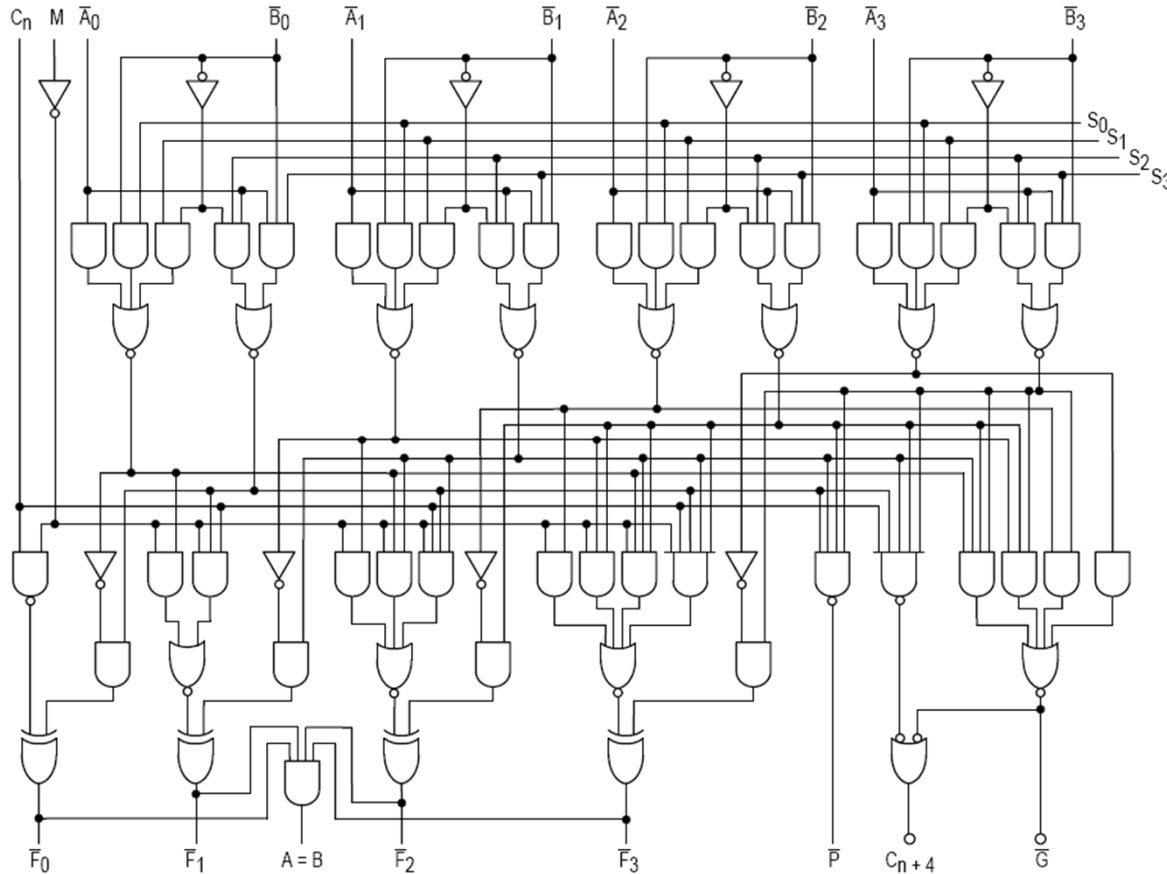 Cn M A̅0 B̅0 A̅1 B̅1 A̅2 B̅2 A̅3 B̅3
S0
S1
S2
S3
F̅0 F̅1 A = B F̅2 F̅3 P̅ Cn + 4 G̅